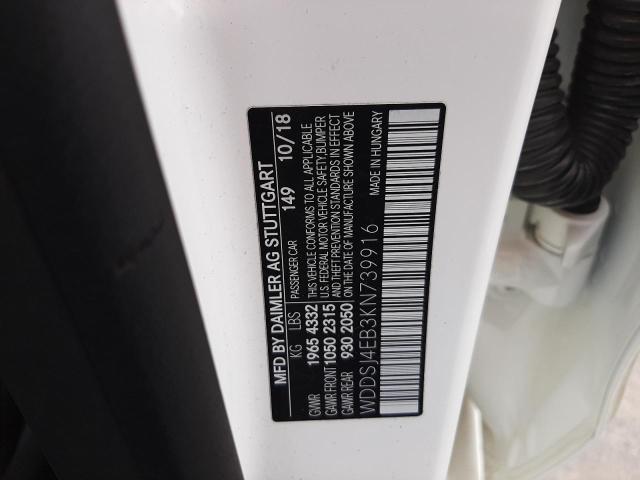 MFD BY DAIMLER AG STUTTGART
KG LBS PASSENGER CAR 149 10/18
GVWR 1965 4332 THIS VEHICLE CONFORMS TO ALL APPLICABLE
GAWR FRONT 1050 2315 U.S. FEDERAL MOTOR VEHICLE SAFETY, BUMPER
AND THEFT PREVENTION STANDARDS IN EFFECT
GAWR REAR 930 2050 ON THE DATE OF MANUFACTURE SHOWN ABOVE
WDDSJ4EB3KN739916 MADE IN HUNGARY